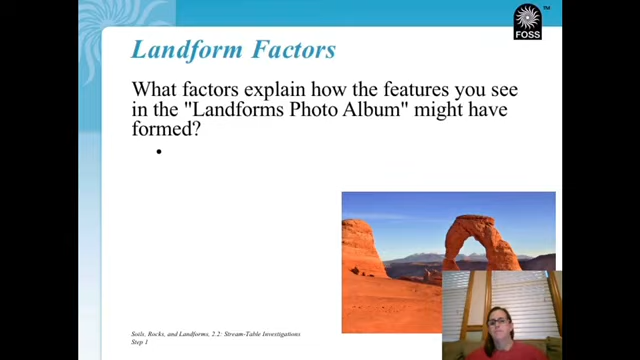 FOSS
TM
Landform Factors
What factors explain how the features you see
in the "Landforms Photo Album" might have
formed?
•
Soils, Rocks, and Landforms, 2.2: Stream-Table Investigations
Step 1